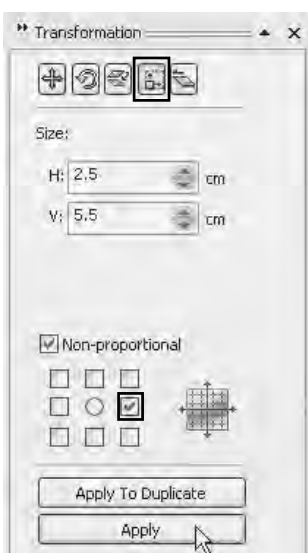 Transformation
Size:
H: 2.5 cm
V: 5.5 cm
Non-proportional
Apply To Duplicate
Apply